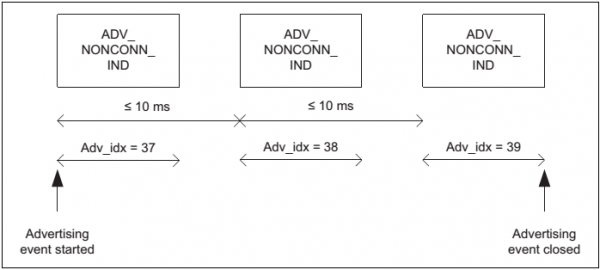 ADV_
NONCONN_
IND
ADV_
NONCONN_
IND
ADV_
NONCONN_
IND
≤ 10 ms
≤ 10 ms
Adv_idx = 37
Adv_idx = 38
Adv_idx = 39
Advertising
event started
Advertising
event closed